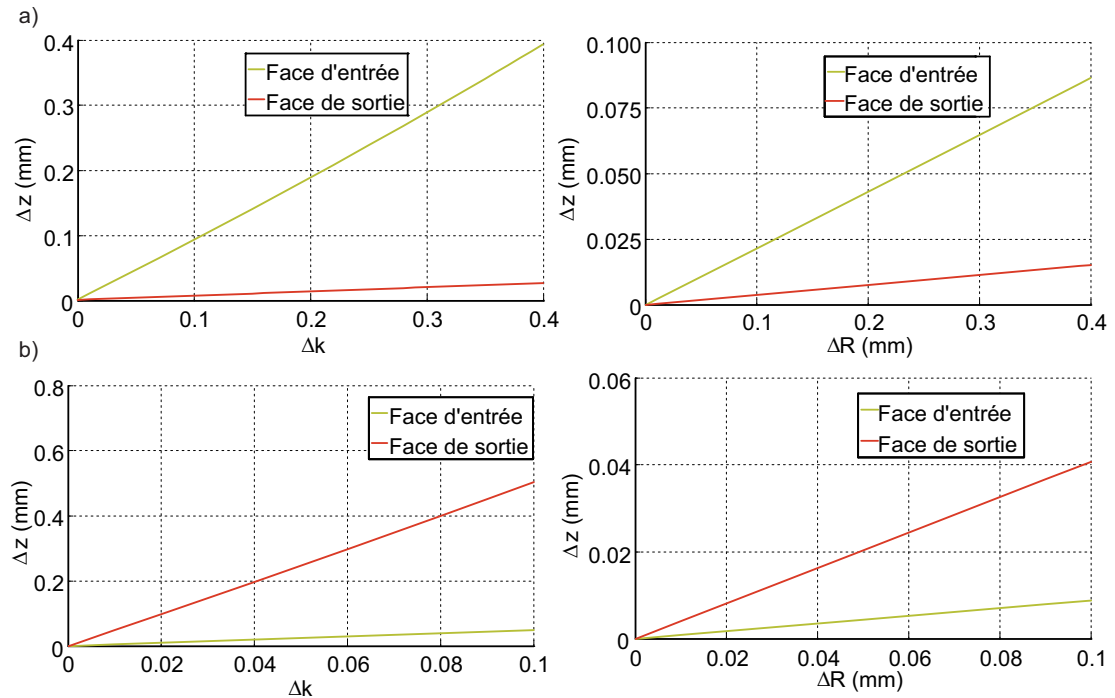 a)
0.4
0.3
0.2
0.1
0
Δz (mm)
Face d'entrée
Face de sortie
0 0.1 0.2 0.3 0.4
Δk
0.100
0.075
0.050
0.025
0.000
Δz (mm)
Face d'entrée
Face de sortie
0 0.1 0.2 0.3 0.4
ΔR (mm)
b)
0.8
0.6
0.4
0.2
0
Δz (mm)
Face d'entrée
Face de sortie
0 0.02 0.04 0.06 0.08 0.1
Δk
0.06
0.04
0.02
0
Δz (mm)
Face d'entrée
Face de sortie
0 0.02 0.04 0.06 0.08 0.1
ΔR (mm)